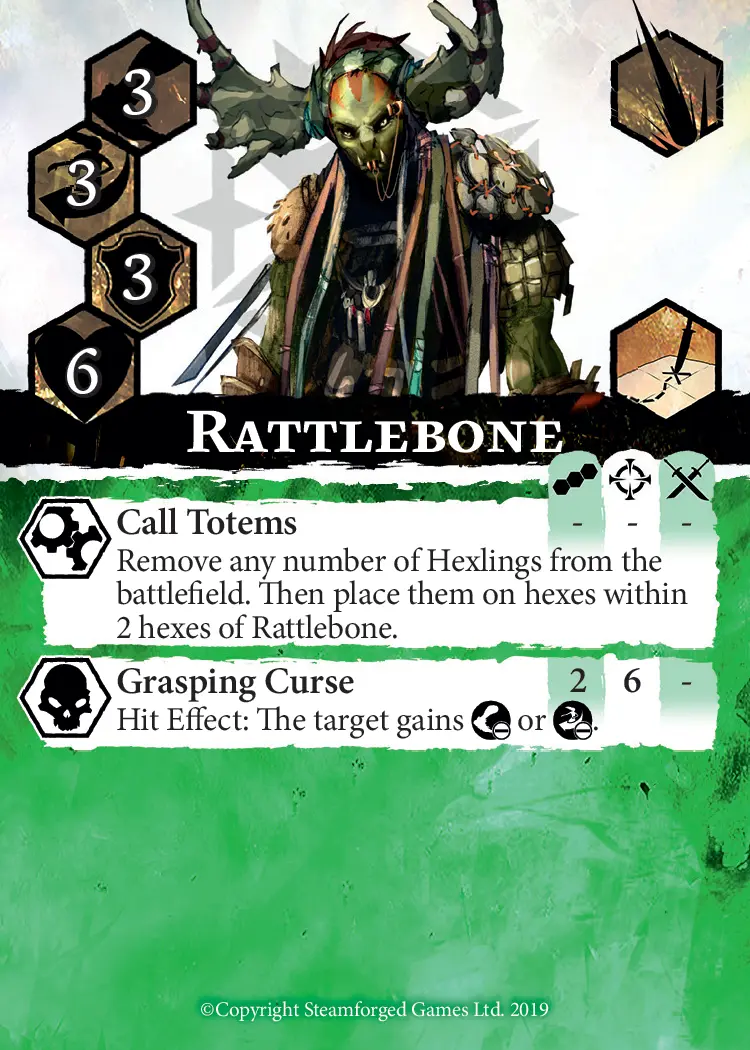 3
3
3
6
RATTLEBONE
Call Totems - - -
Remove any number of Hexlings from the
battlefield. Then place them on hexes within
2 hexes of Rattlebone.
Grasping Curse 2 6 -
Hit Effect: The target gains or .
©Copyright Steamforged Games Ltd. 2019